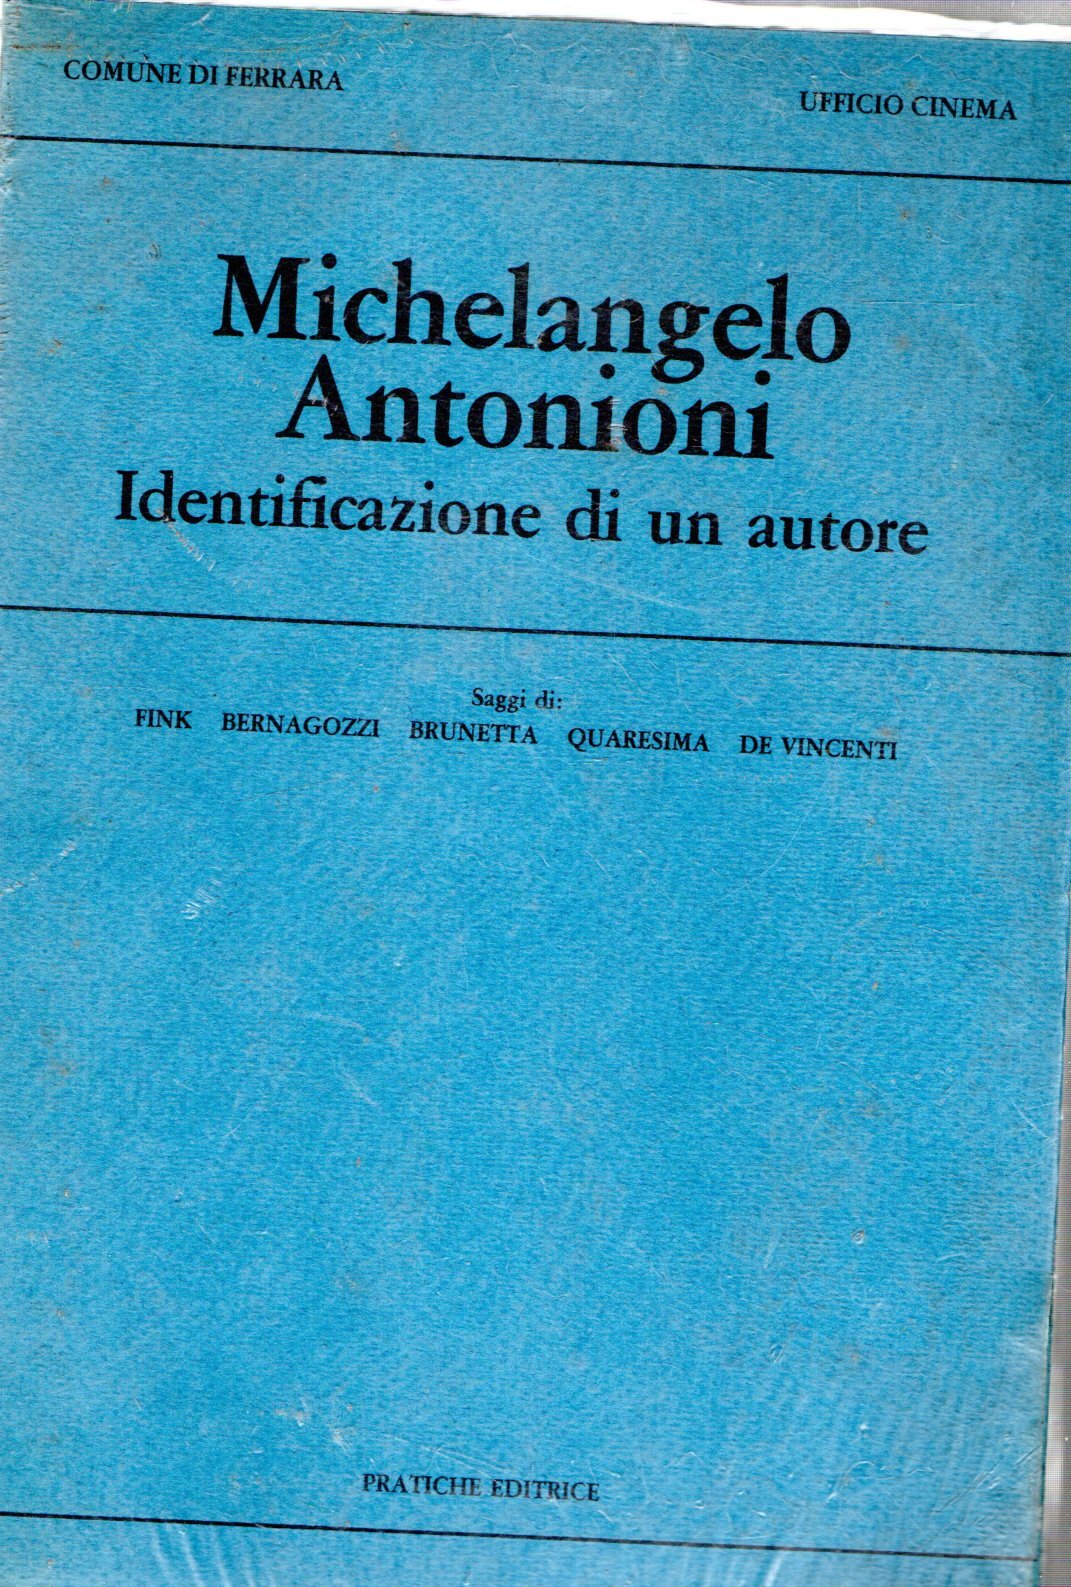 COMUNE DI FERRARA
UFFICIO CINEMA
Michelangelo
Antonioni
Identificazione di un autore
Saggi di:
FINK BERNAGOZZI BRUNETTA QUARESIMA DE VINCENTI
PRATICHE EDITRICE